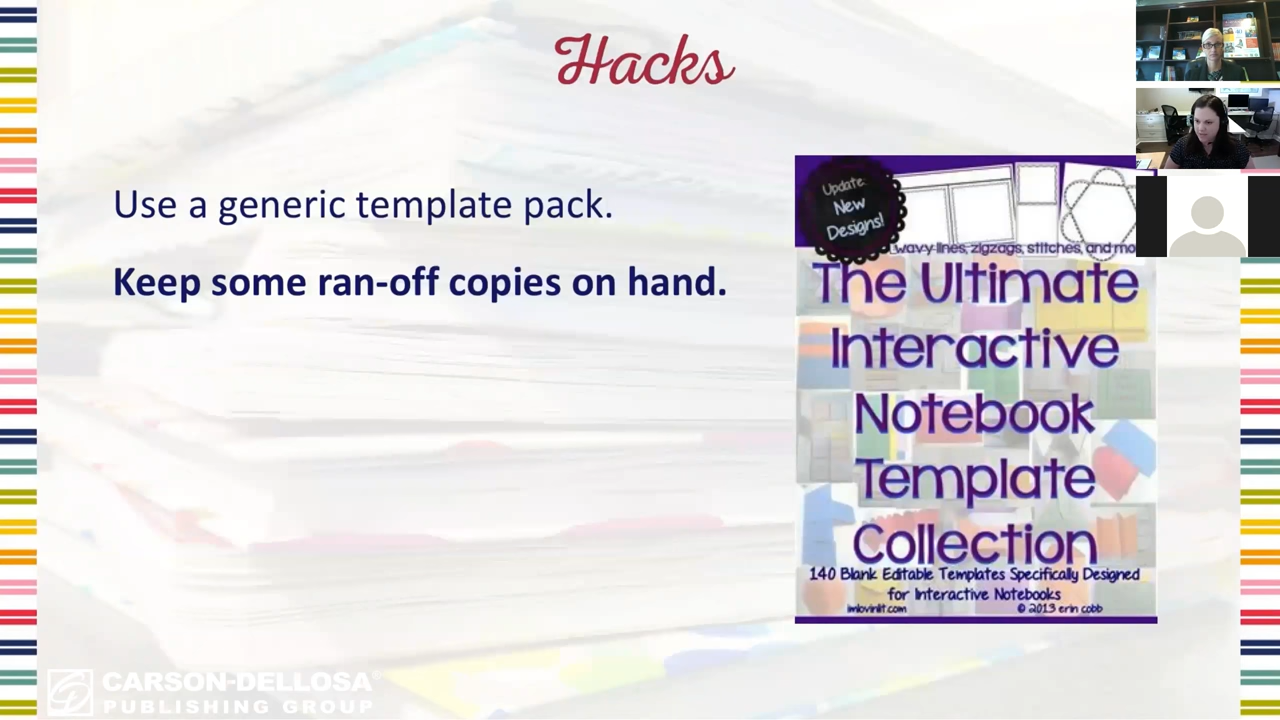 Hacks
Use a generic template pack.
Keep some ran-off copies on hand.
Update:
New
Designs!
wavy lines, zigzags, stitches, and mo
The Ultimate
Interactive
Notebook
Template
Collection
140 Blank Editable Templates Specifically Designed
for Interactive Notebooks
imlovinlit.com © 2013 erin cobb
CARSON-DELLOSA
PUBLISHING GROUP